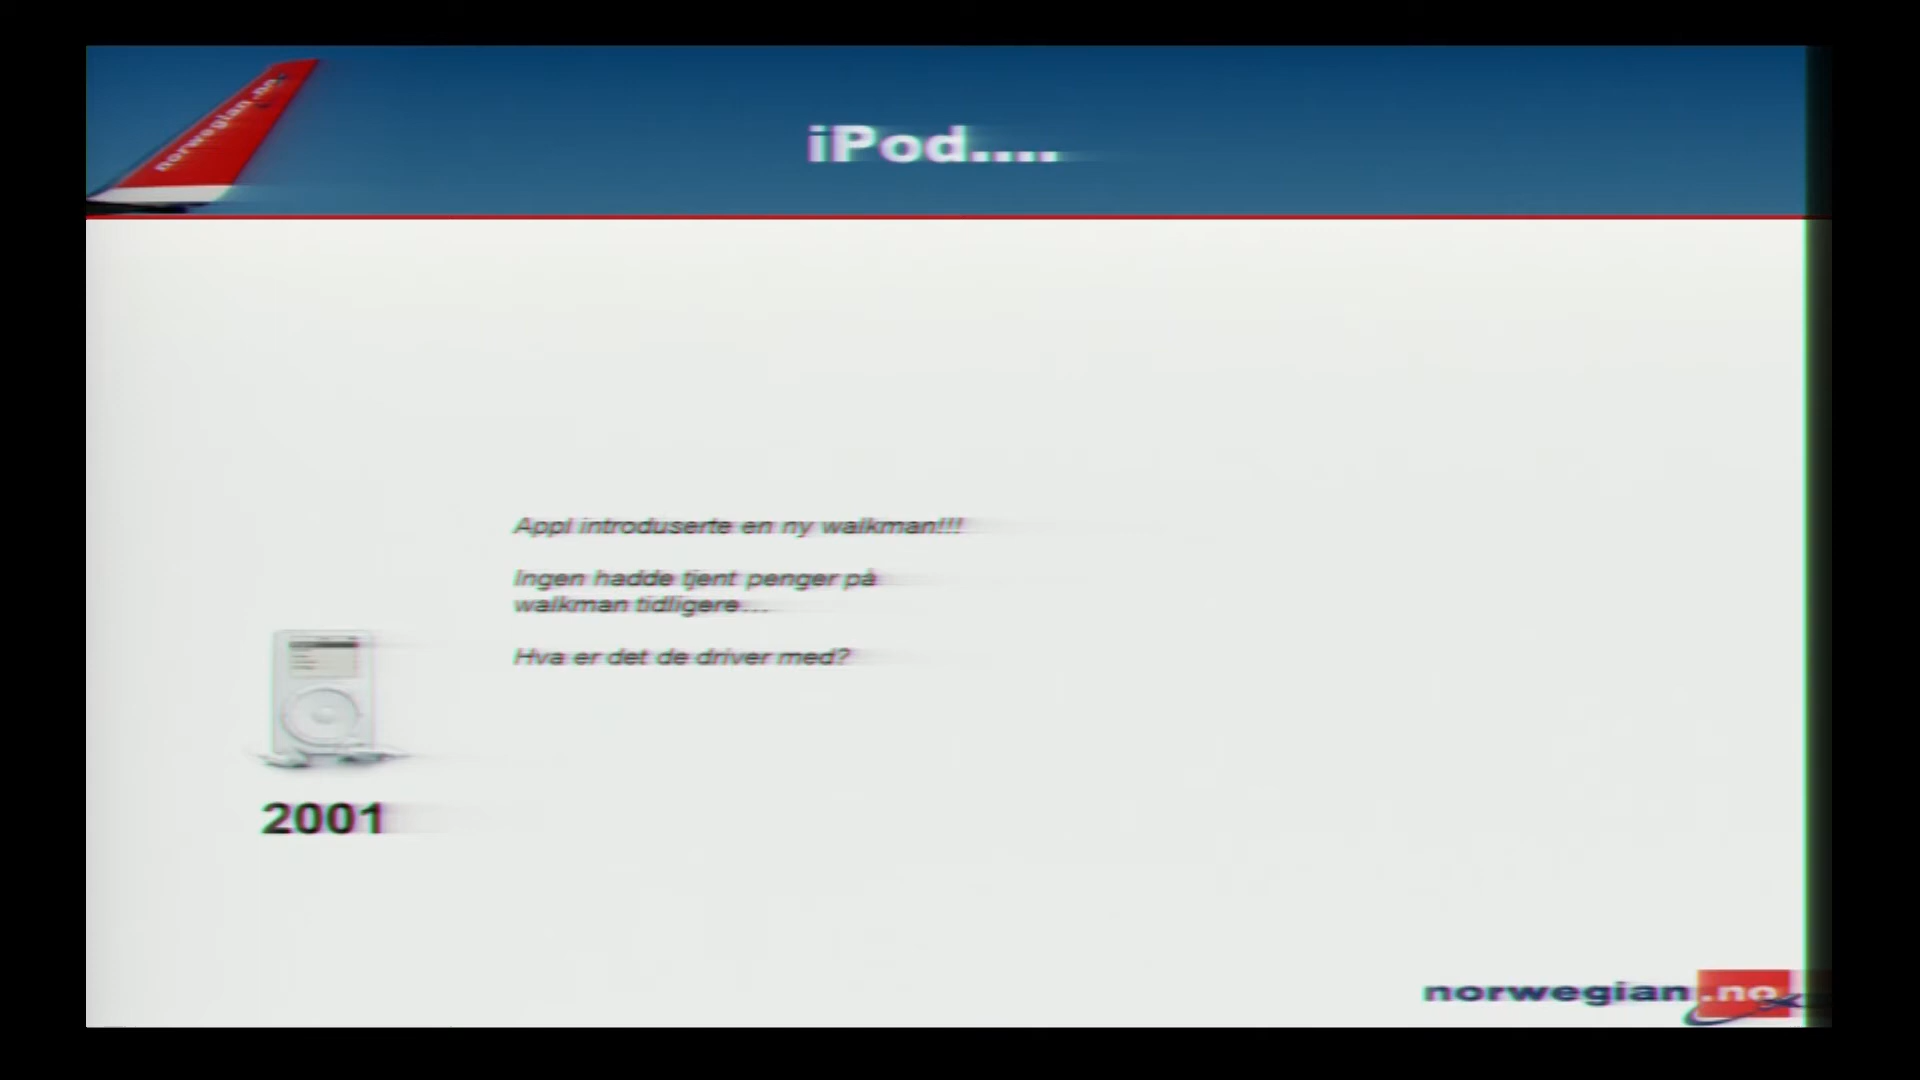 norwegian.no
iPod....
Appl introduserte en ny walkman!!!
Ingen hadde tjent penger på
walkman tidligere...
Hva er det de driver med?
2001
norwegian.no